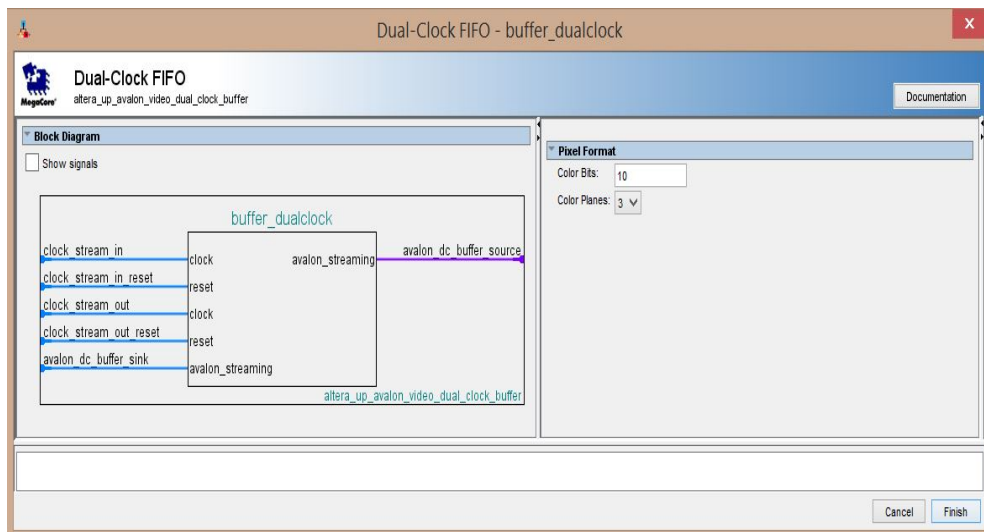 Dual-Clock FIFO - buffer_dualclock
x
MegaCore'
Dual-Clock FIFO
altera_up_avalon_video_dual_clock_buffer
Documentation
Block Diagram
Show signals
buffer_dualclock
clock_stream_in
clock
clock_stream_in_reset
reset
clock_stream_out
clock
clock_stream_out_reset
reset
avalon_dc_buffer_sink
avalon_streaming
avalon_streaming
avalon_dc_buffer_source
altera_up_avalon_video_dual_clock_buffer
Pixel Format
Color Bits: 10
Color Planes: 3
Cancel Finish